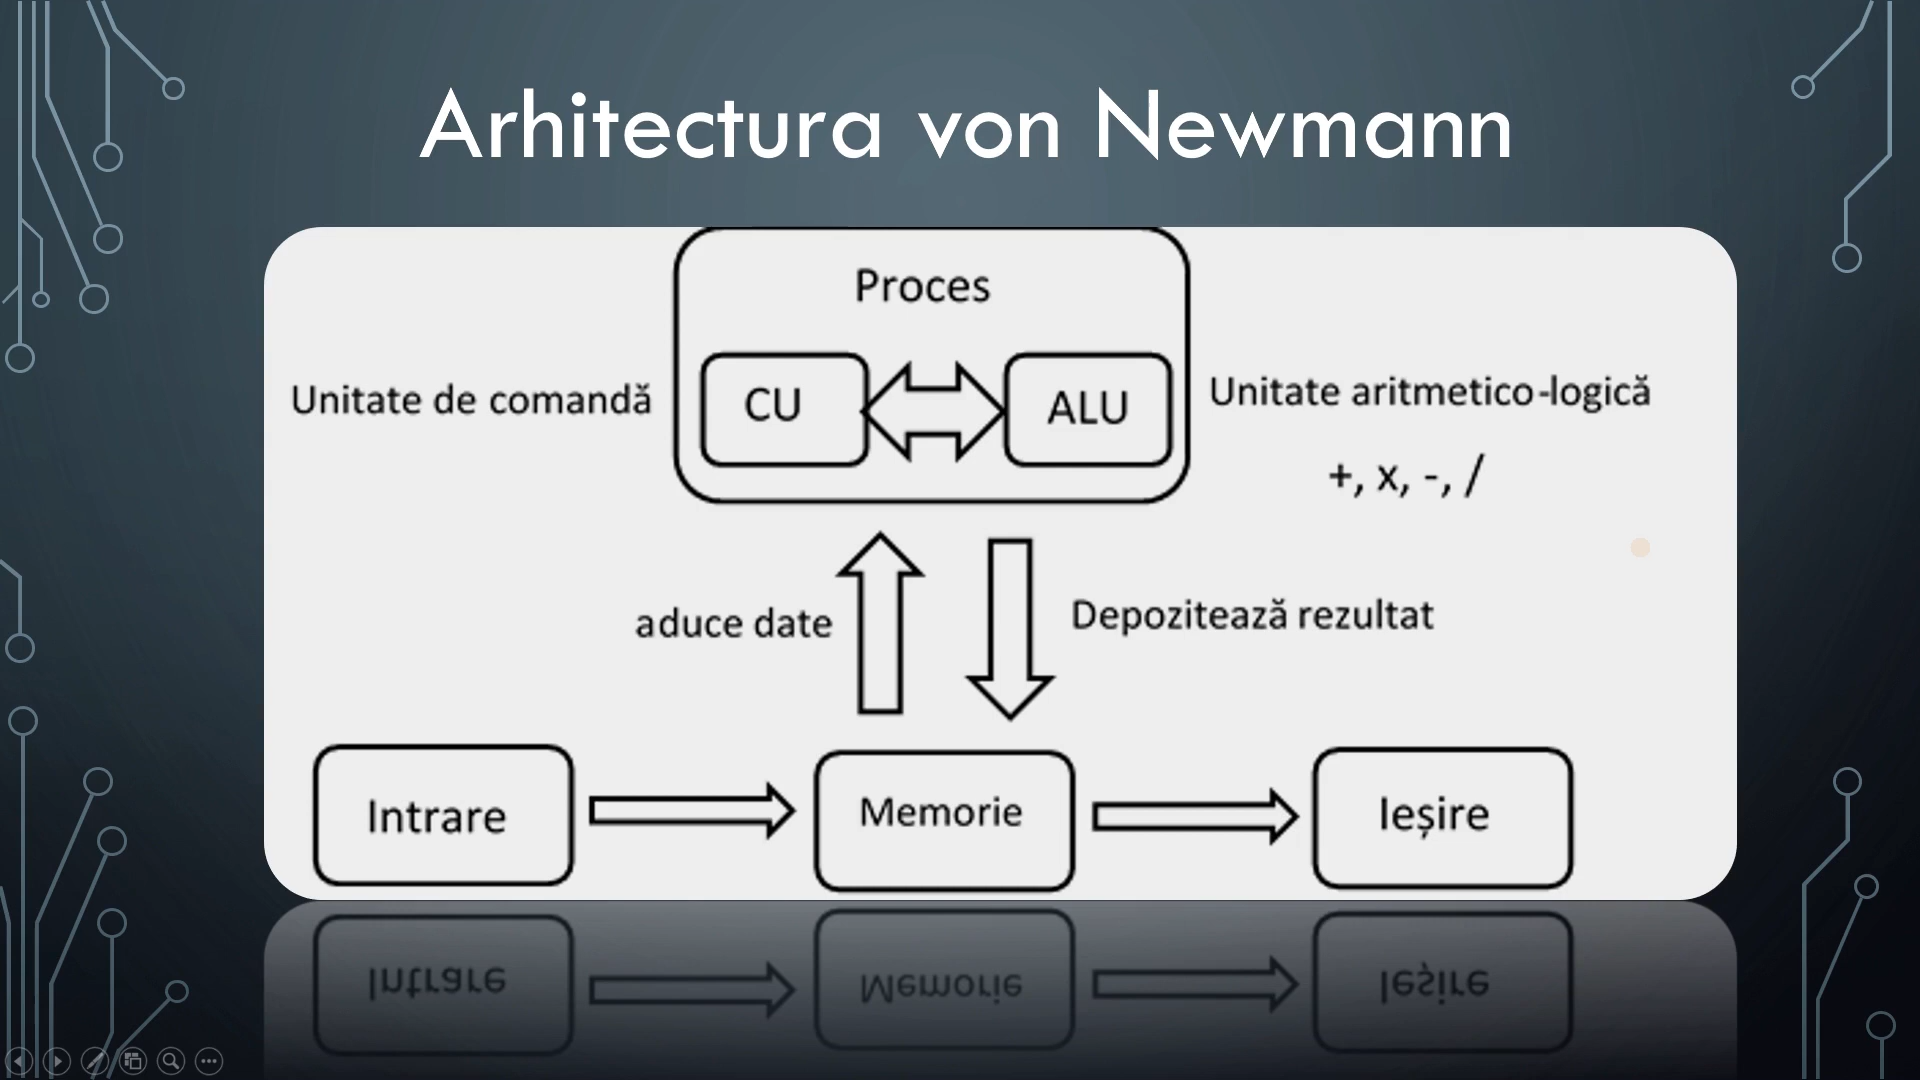 Arhitectura von Newmann
Proces
Unitate de comandă
CU
ALU
Unitate aritmetico-logică
+, x, -, /
aduce date
Depozitează rezultat
Intrare
Memorie
Ieșire